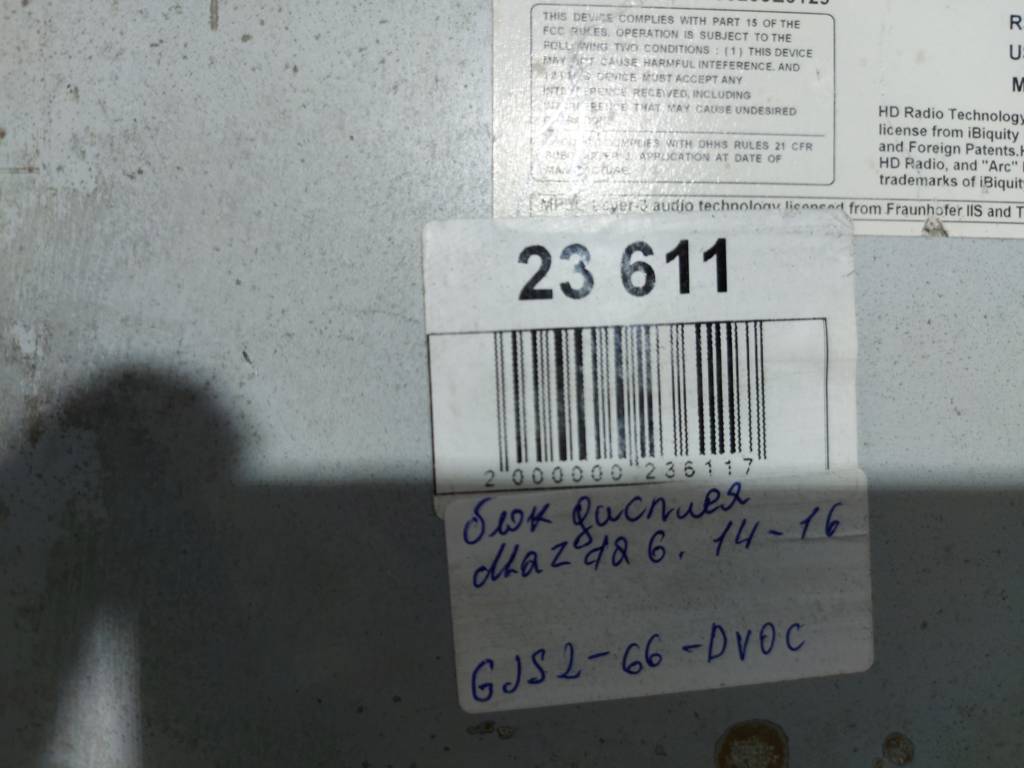 THIS DEVICE COMPLIES WITH PART 15 OF THE
FCC RULES. OPERATION IS SUBJECT TO THE
FOLLOWING TWO CONDITIONS : (1) THIS DEVICE
MAY NOT CAUSE HARMFUL INTEFERENCE, AND
(2) THIS DEVICE MUST ACCEPT ANY
INTERFERENCE RECEIVED, INCLUDING
INTERFERENCE THAT MAY CAUSE UNDESIRED
COMPLIES WITH DHHS RULES 21 CFR
APPLICATION AT DATE OF
HD Radio Technology
license from iBiquity
and Foreign Patents.H
HD Radio, and "Arc"
trademarks of iBiquity
audio technology licensed from Fraunhofer IIS and T
23 611
2 000000 236117
блок дисплея
Mazda 6. 14-16
GJS2-66-DV0C